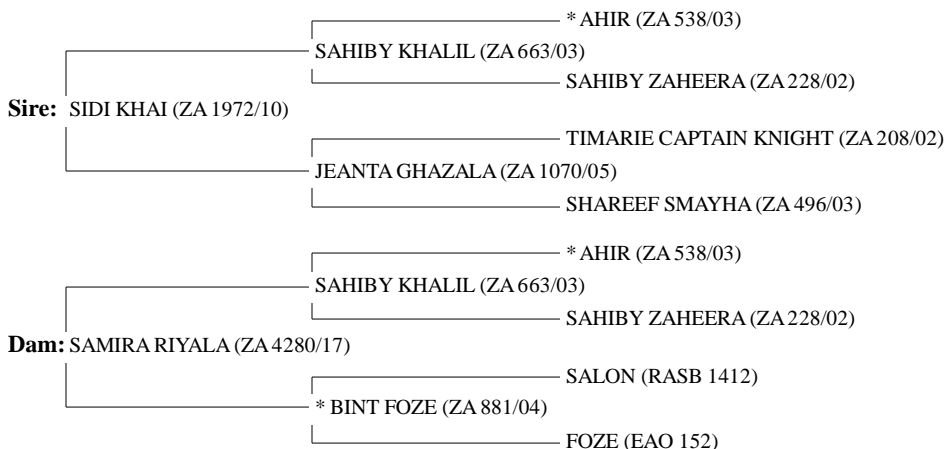 * AHIR (ZA 538/03)
SAHIBY KHALIL (ZA 663/03)
SAHIBY ZAHEERA (ZA 228/02)
Sire: SIDI KHAI (ZA 1972/10)
TIMARIE CAPTAIN KNIGHT (ZA 208/02)
JEANTA GHAZALA (ZA 1070/05)
SHAREEF SMAYHA (ZA 496/03)
* AHIR (ZA 538/03)
SAHIBY KHALIL (ZA 663/03)
SAHIBY ZAHEERA (ZA 228/02)
Dam: SAMIRA RIYALA (ZA 4280/17)
SALON (RASB 1412)
* BINT FOZE (ZA 881/04)
FOZE (EAO 152)